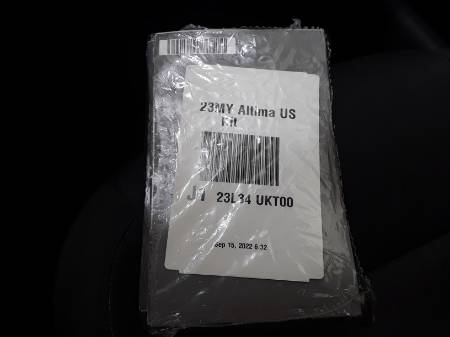 23MY Altima US
Kit
J1 23L34 UKT00
Sep 15, 2022 6:32